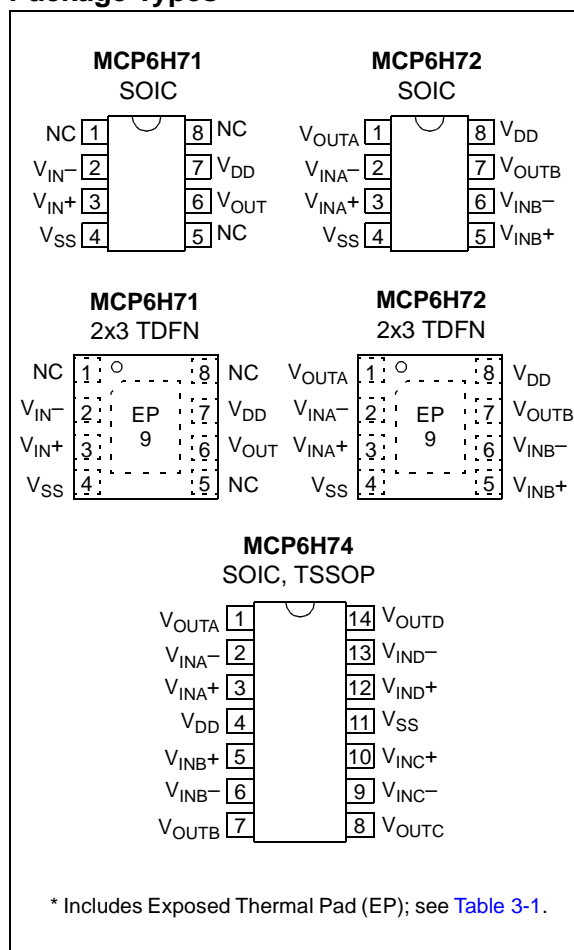 Package Types
MCP6H71
SOIC
NC 1 8 NC
VIN– 2 7 VDD
VIN+ 3 6 VOUT
VSS 4 5 NC
MCP6H72
SOIC
VOUTA 1 8 VDD
VINA– 2 7 VOUTB
VINA+ 3 6 VINB–
VSS 4 5 VINB+
MCP6H71
2x3 TDFN
NC 1 8 NC
VIN– 2 EP 7 VDD
VIN+ 3 9 6 VOUT
VSS 4 5 NC
MCP6H72
2x3 TDFN
VOUTA 1 8 VDD
VINA– 2 EP 7 VOUTB
VINA+ 3 9 6 VINB–
VSS 4 5 VINB+
MCP6H74
SOIC, TSSOP
VOUTA 1 14 VOUTD
VINA– 2 13 VIND–
VINA+ 3 12 VIND+
VDD 4 11 VSS
VINB+ 5 10 VINC+
VINB– 6 9 VINC–
VOUTB 7 8 VOUTC
* Includes Exposed Thermal Pad (EP); see Table 3-1.